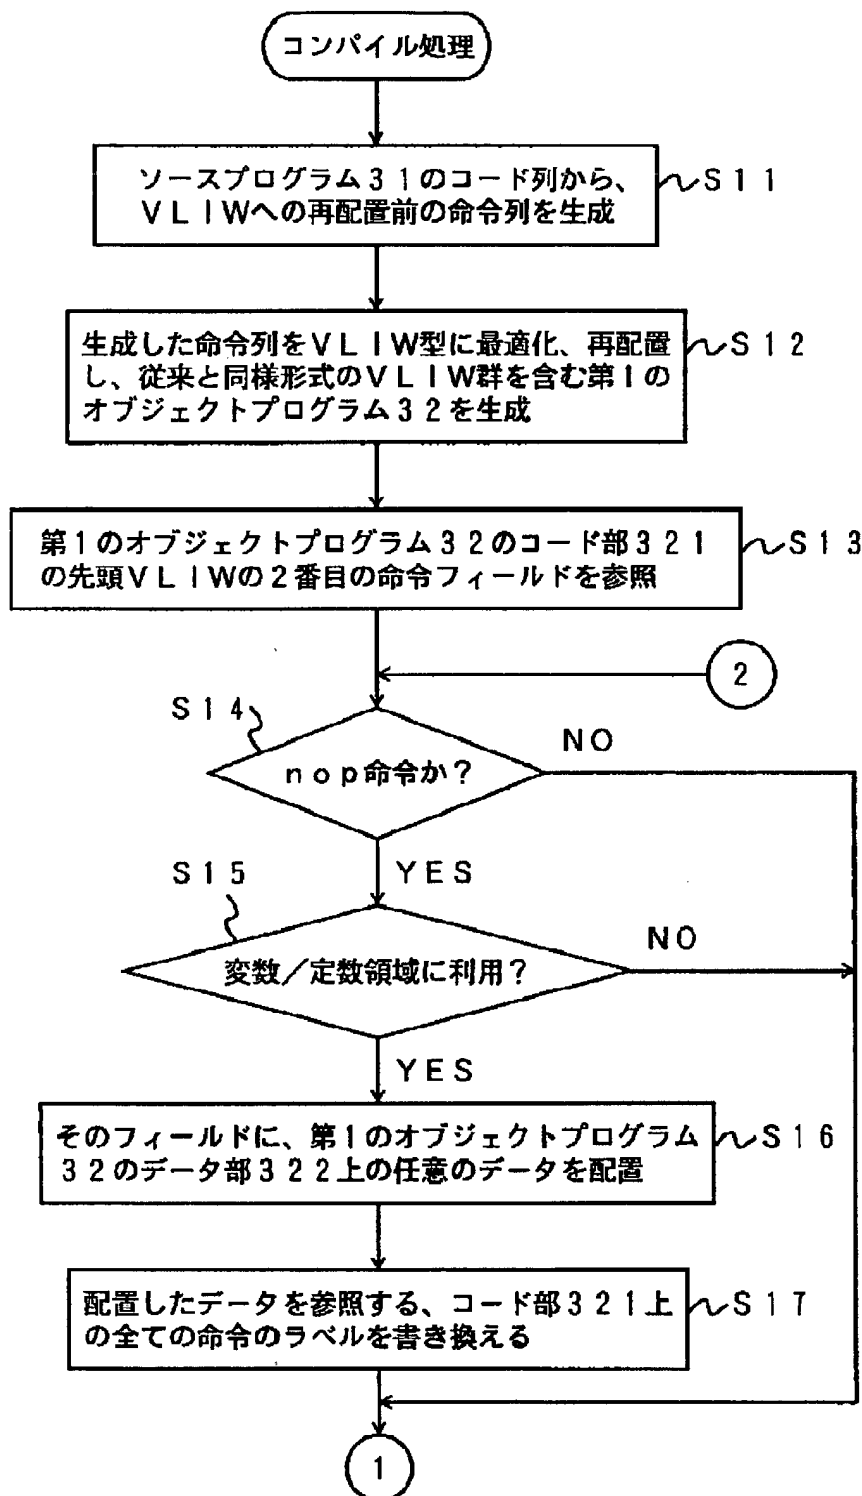 コンパイル処理
ソースプログラム31のコード列から、
VLIWへの再配置前の命令列を生成
S11
生成した命令列をVLIW型に最適化、再配置
し、従来と同様形式のVLIW群を含む第1の
オブジェクトプログラム32を生成
S12
第1のオブジェクトプログラム32のコード部321
の先頭VLIWの2番目の命令フィールドを参照
S13
2
S14
nop命令か?
NO
YES
S15
変数/定数領域に利用?
NO
YES
そのフィールドに、第1のオブジェクトプログラム
32のデータ部322上の任意のデータを配置
S16
配置したデータを参照する、コード部321上
の全ての命令のラベルを書き換える
S17
1